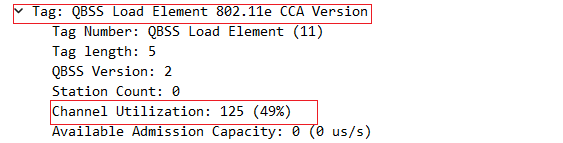 Tag: QBSS Load Element 802.11e CCA Version
Tag Number: QBSS Load Element (11)
Tag length: 5
QBSS Version: 2
Station Count: 0
Channel Utilization: 125 (49%)
Available Admission Capacity: 0 (0 us/s)